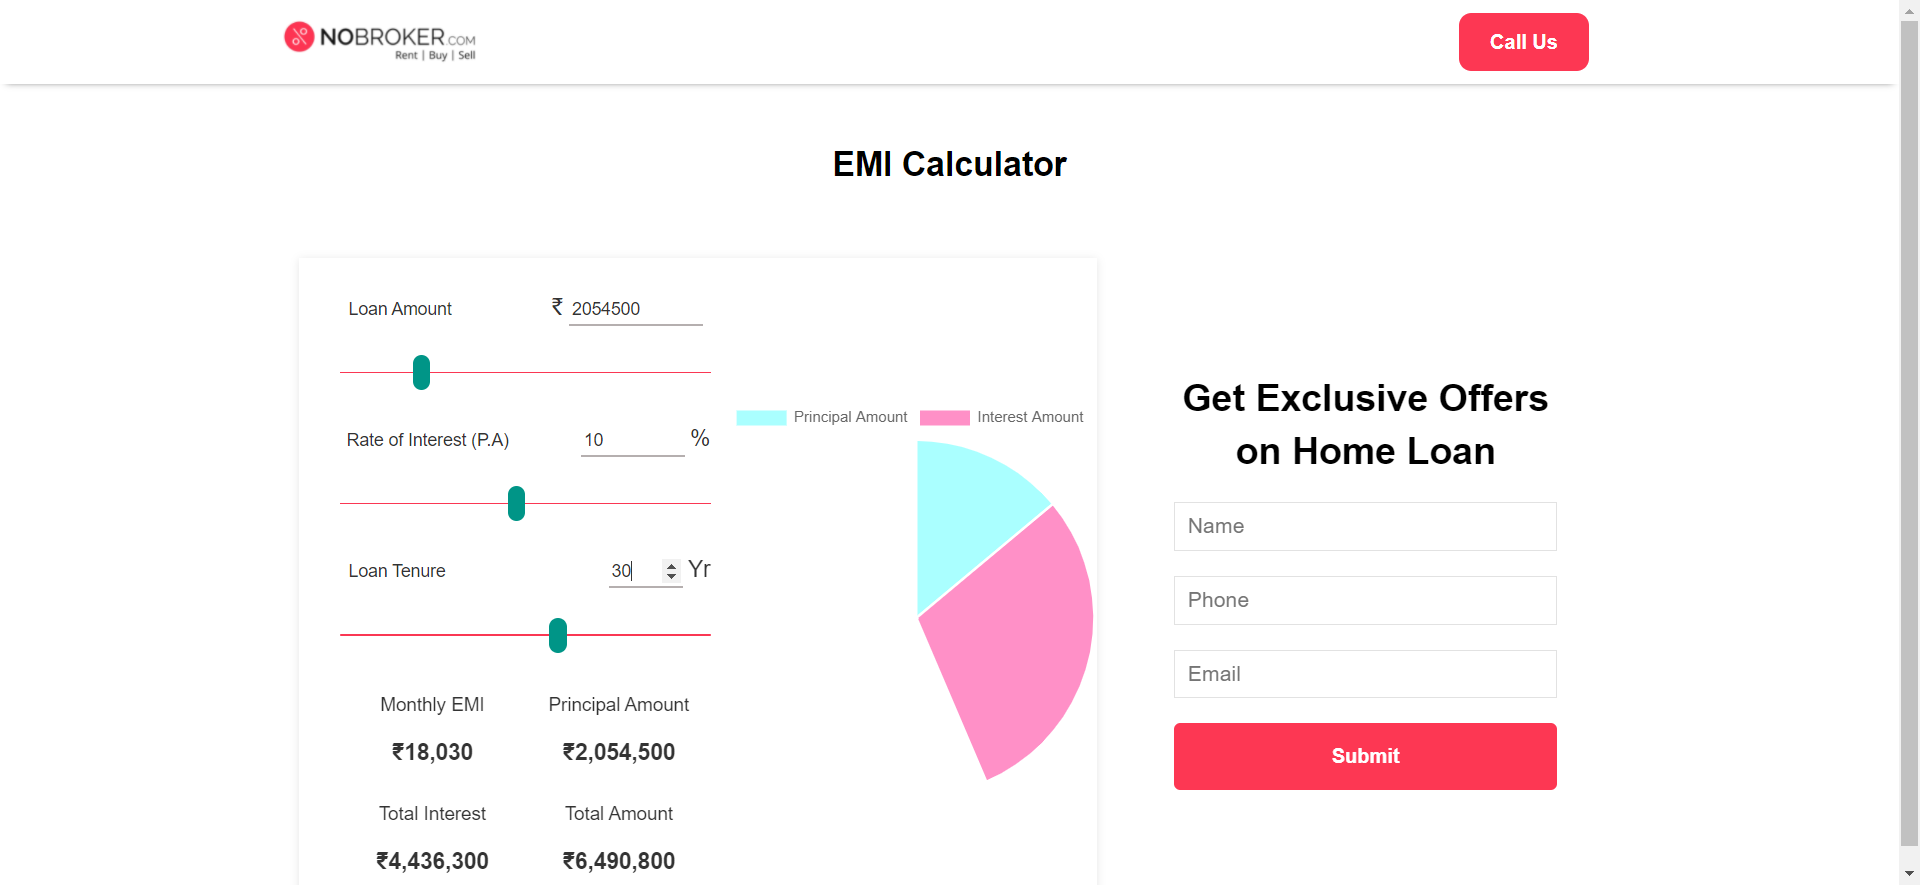 NOBROKER.COM
Rent | Buy | Sell
Call Us
EMI Calculator
Loan Amount ₹ 2054500
Rate of Interest (P.A) 10 %
Loan Tenure 30 Yr
Monthly EMI Principal Amount
₹18,030 ₹2,054,500
Total Interest Total Amount
₹4,436,300 ₹6,490,800
Principal Amount Interest Amount
Get Exclusive Offers
on Home Loan
Name
Phone
Email
Submit